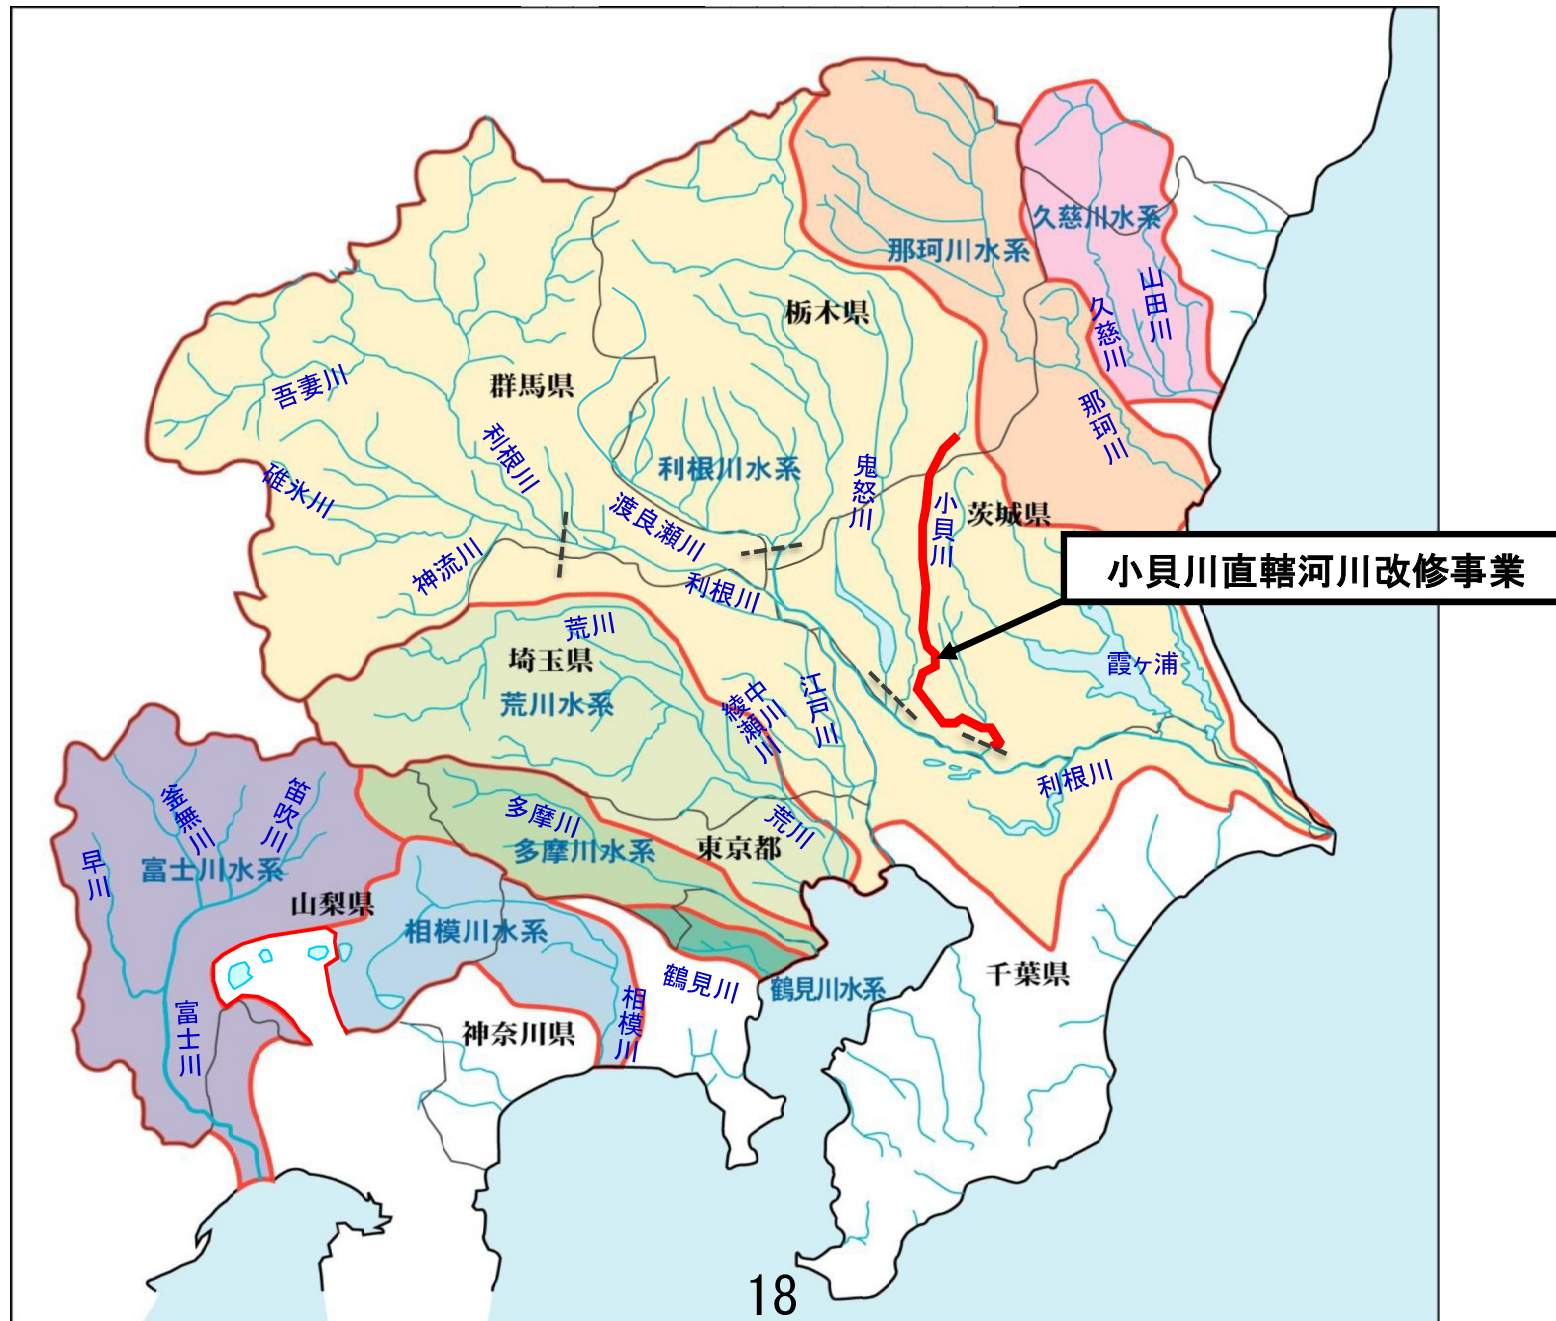 久慈川水系
那珂川水系
山田川
久慈川
栃木県
吾妻川
群馬県
那珂川
利根川
利根川水系
鬼怒川
碓氷川
渡良瀬川
小貝川
茨城県
神流川
利根川
小貝川直轄河川改修事業
荒川
埼玉県
霞ヶ浦
荒川水系
綾瀬川
中川
江戸川
利根川
釜無川
笛吹川
多摩川
荒川
早川
富士川水系
多摩川水系
東京都
山梨県
相模川水系
千葉県
鶴見川
鶴見川水系
富士川
神奈川県
相模川
18